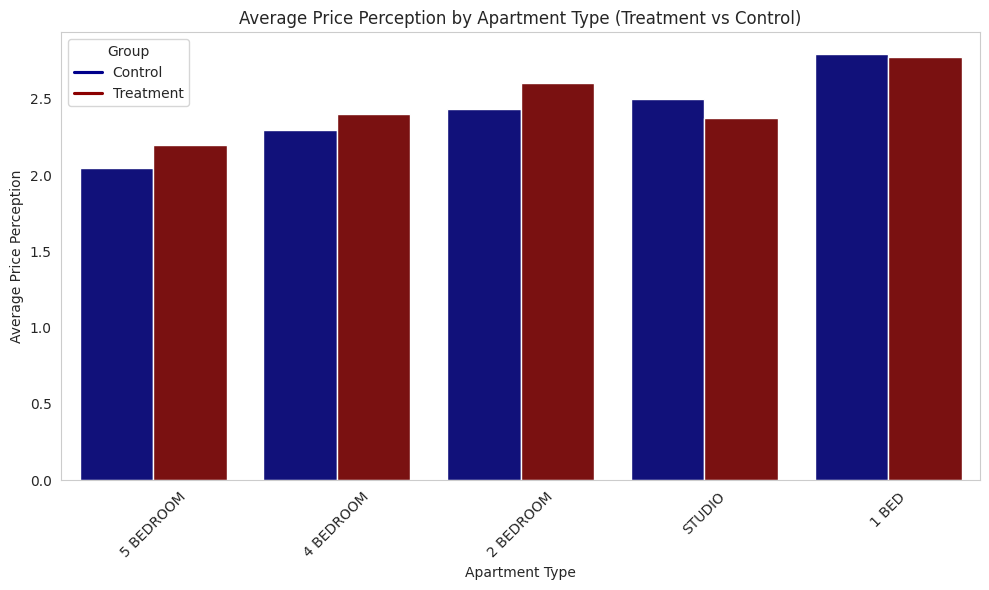 Average Price Perception by Apartment Type (Treatment vs Control)
Group
Control
Treatment
Average Price Perception
2.5
2.0
1.5
1.0
0.5
0.0
5 BEDROOM
4 BEDROOM
2 BEDROOM
STUDIO
1 BED
Apartment Type